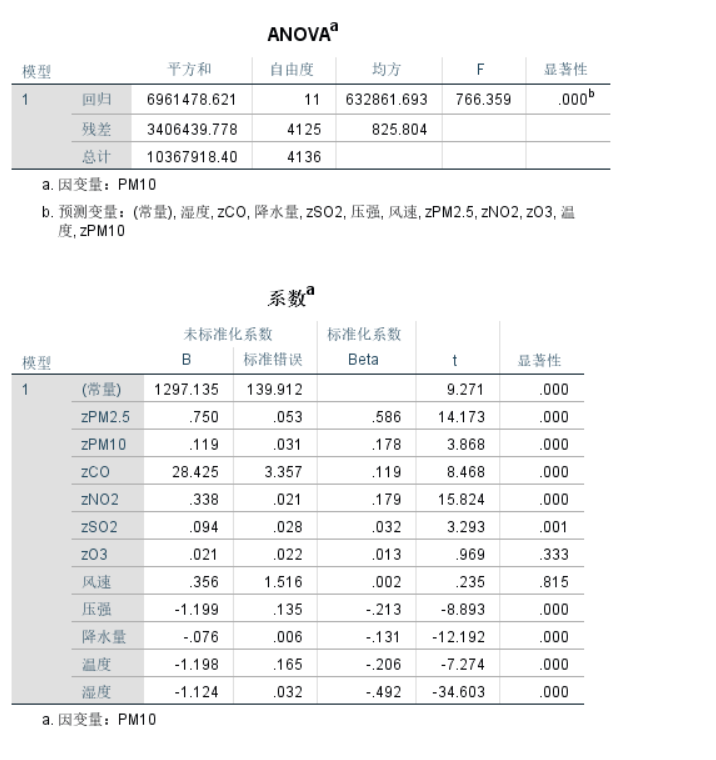 ANOVAa
模型 平方和 自由度 均方 F 显著性
1 回归 6961478.621 11 632861.693 766.359 .000b
残差 3406439.778 4125 825.804
总计 10367918.40 4136
a. 因变量：PM10
b. 预测变量：(常量), 湿度, zCO, 降水量, zSO2, 压强, 风速, zPM2.5, zNO2, zO3, 温
度, zPM10
系数a
未标准化系数 标准化系数
模型 B 标准错误 Beta t 显著性
1 (常量) 1297.135 139.912 9.271 .000
zPM2.5 .750 .053 .586 14.173 .000
zPM10 .119 .031 .178 3.868 .000
zCO 28.425 3.357 .119 8.468 .000
zNO2 .338 .021 .179 15.824 .000
zSO2 .094 .028 .032 3.293 .001
zO3 .021 .022 .013 .969 .333
风速 .356 1.516 .002 .235 .815
压强 -1.199 .135 -.213 -8.893 .000
降水量 -.076 .006 -.131 -12.192 .000
温度 -1.198 .165 -.206 -7.274 .000
湿度 -1.124 .032 -.492 -34.603 .000
a. 因变量：PM10